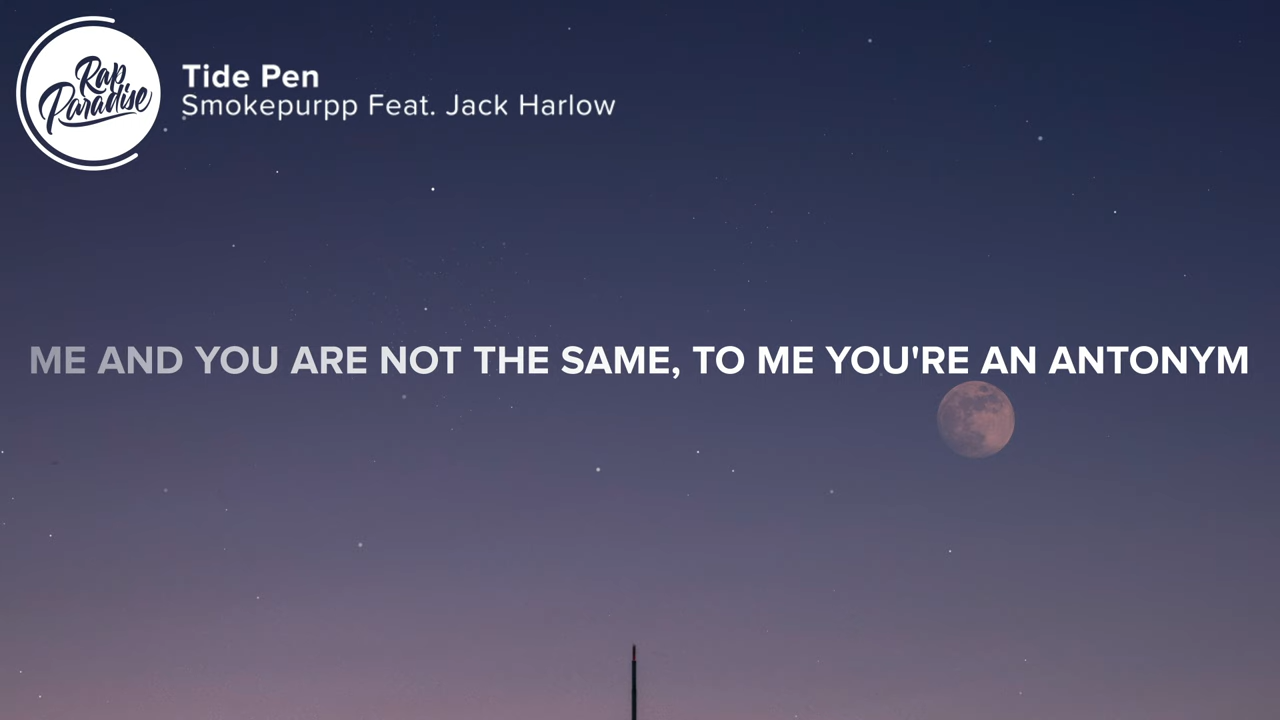 Rap
Paradise
Tide Pen
Smokepurpp Feat. Jack Harlow
ME AND YOU ARE NOT THE SAME, TO ME YOU'RE AN ANTONYM